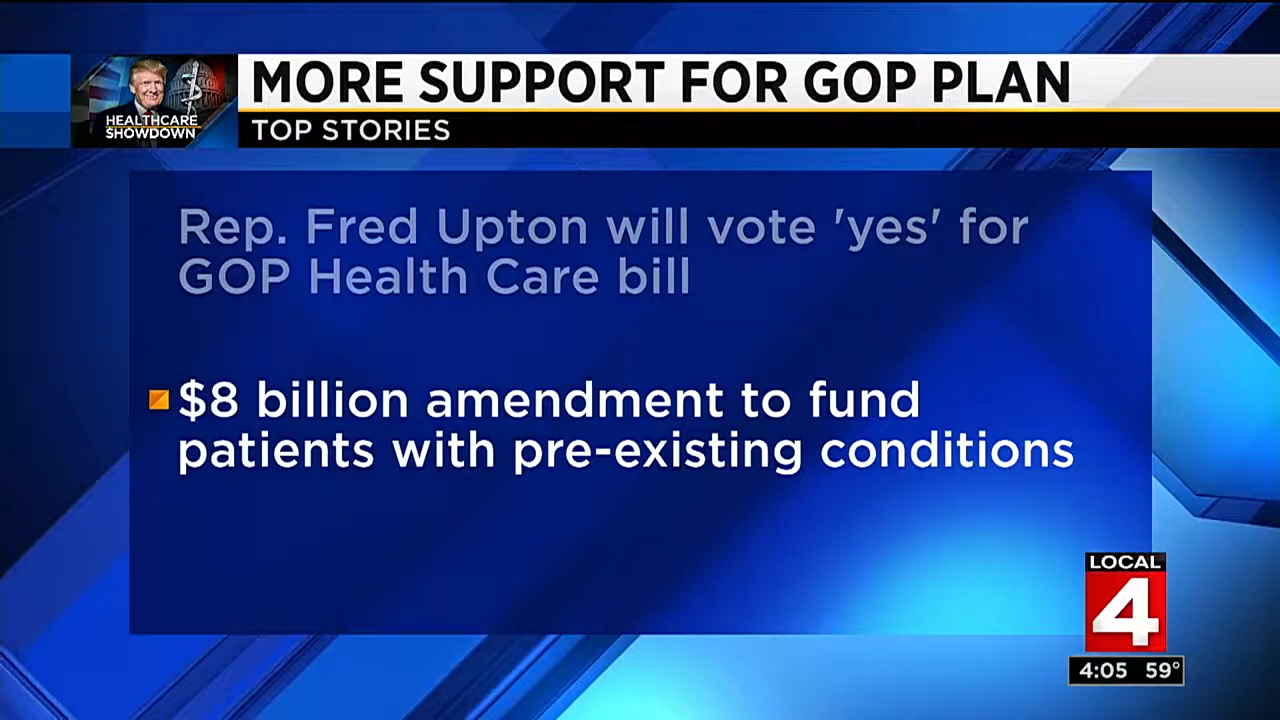 MORE SUPPORT FOR GOP PLAN
HEALTHCARE
SHOWDOWN
TOP STORIES
Rep. Fred Upton will vote 'yes' for
GOP Health Care bill
$8 billion amendment to fund
patients with pre-existing conditions
LOCAL
4
4:05 59°